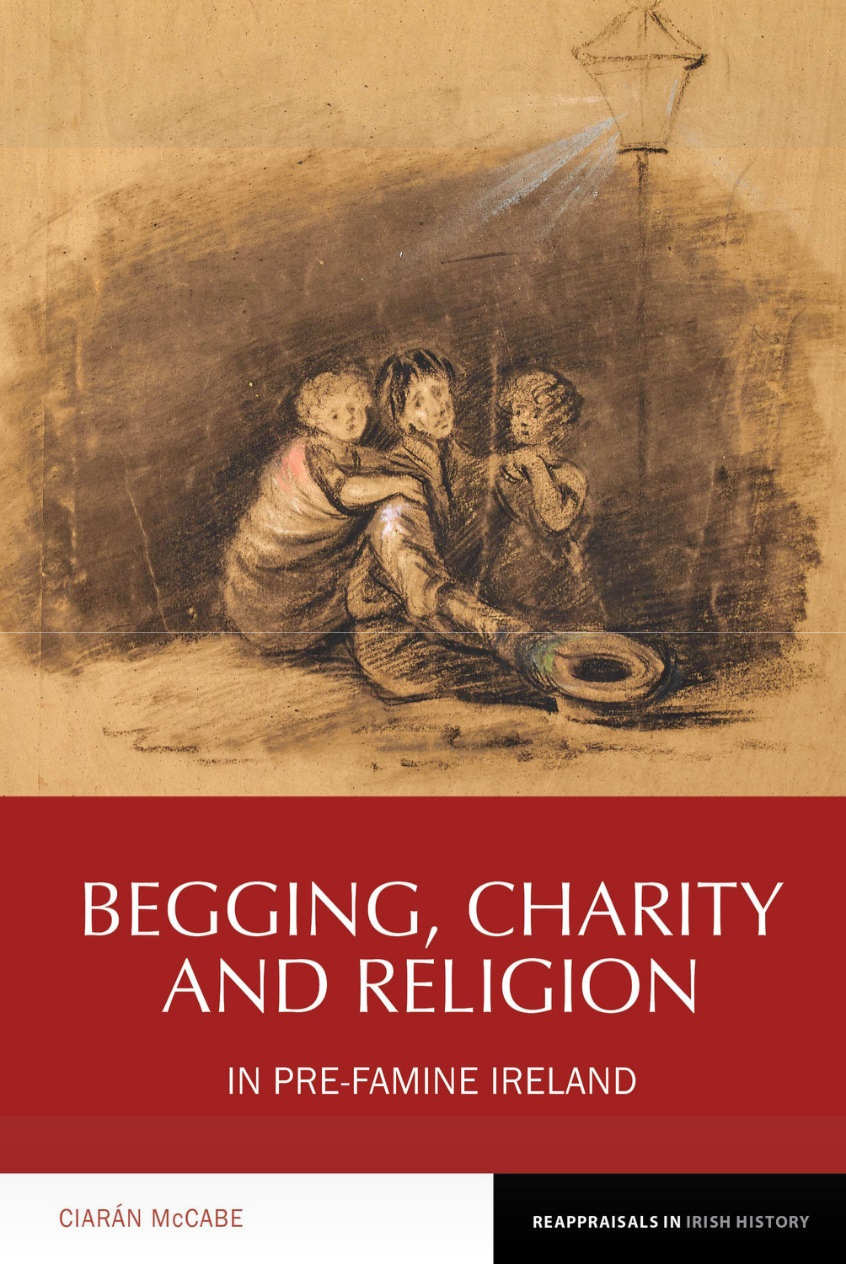 BEGGING, CHARITY
AND RELIGION
IN PRE-FAMINE IRELAND
CIARÁN McCABE
REAPPRAISALS IN IRISH HISTORY